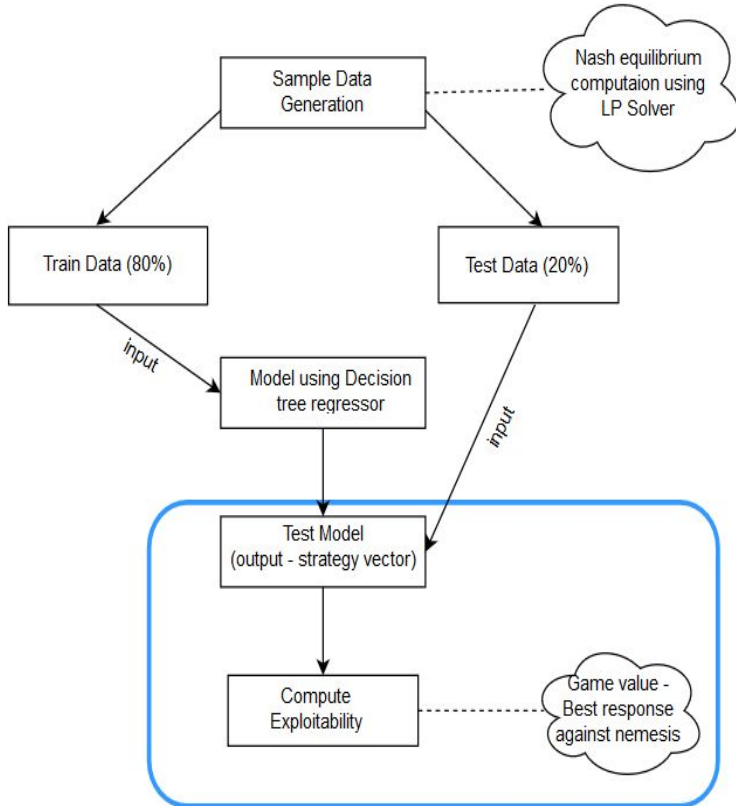 Sample Data
Generation
Nash equilibrium
computaion using
LP Solver
Train Data (80%)
Test Data (20%)
input
Model using Decision
tree regressor
input
Test Model
(output - strategy vector)
Compute
Exploitability
Game value -
Best response
against nemesis